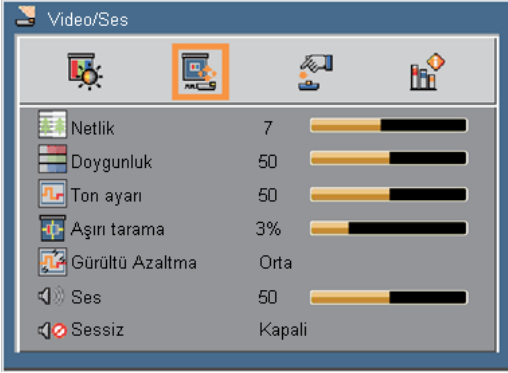 Video/Ses
Netlik 7
Doygunluk 50
Ton ayarı 50
Aşırı tarama 3%
Gürültü Azaltma Orta
Ses 50
Sessiz Kapali